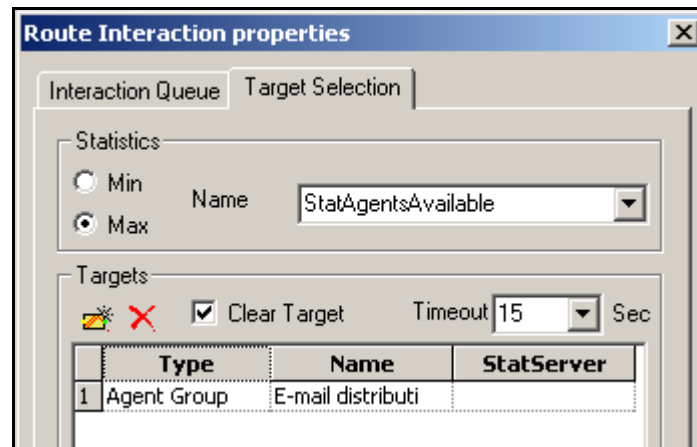 Route Interaction properties
Interaction Queue Target Selection
Statistics
Min
Name StatAgentsAvailable
Max
Targets
Clear Target Timeout 15 Sec
Type Name StatServer
1 Agent Group E-mail distributi